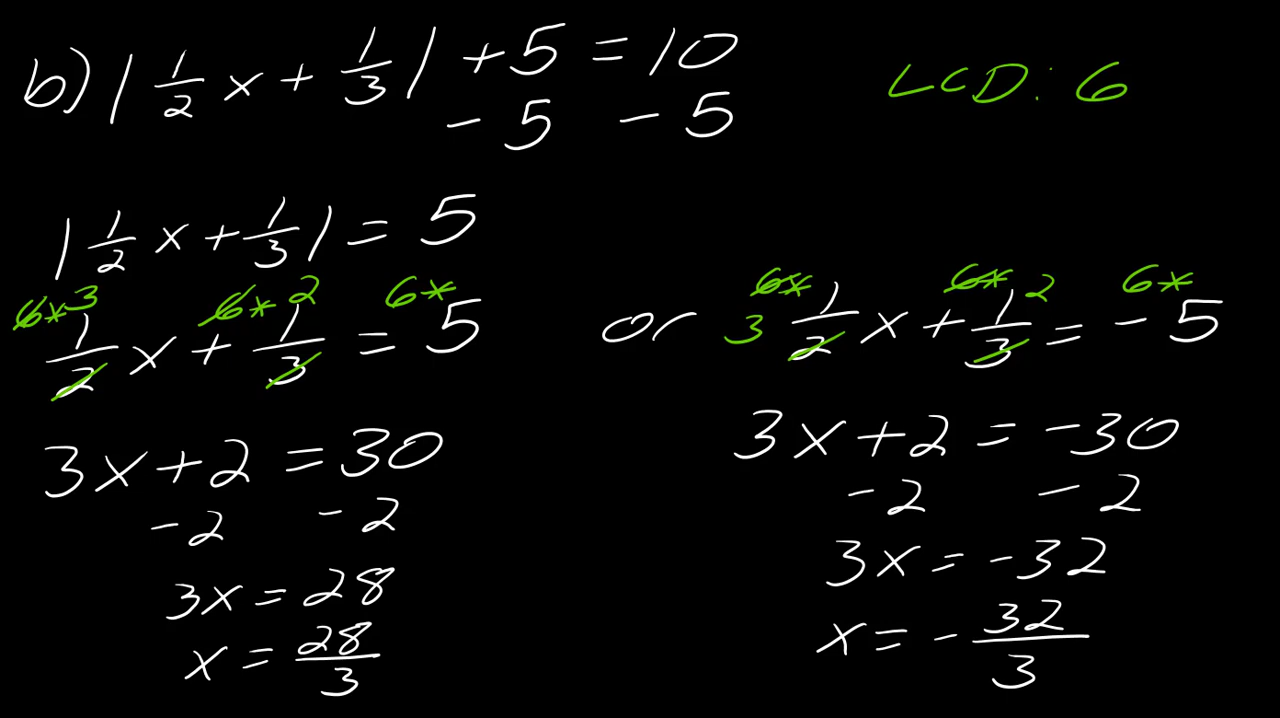 b) |1/2 x + 1/3| + 5 = 10
LCD: 6
- 5 - 5
|1/2 x + 1/3| = 5
6* 3 6* 2 6*
1/2 x + 1/3 = 5
or
6* 6* 2 6*
3 1/2 x + 1/3 = - 5
3x + 2 = 30
- 2 - 2
3x = 28
x = 28/3
3x + 2 = -30
- 2 - 2
3x = -32
x = - 32/3